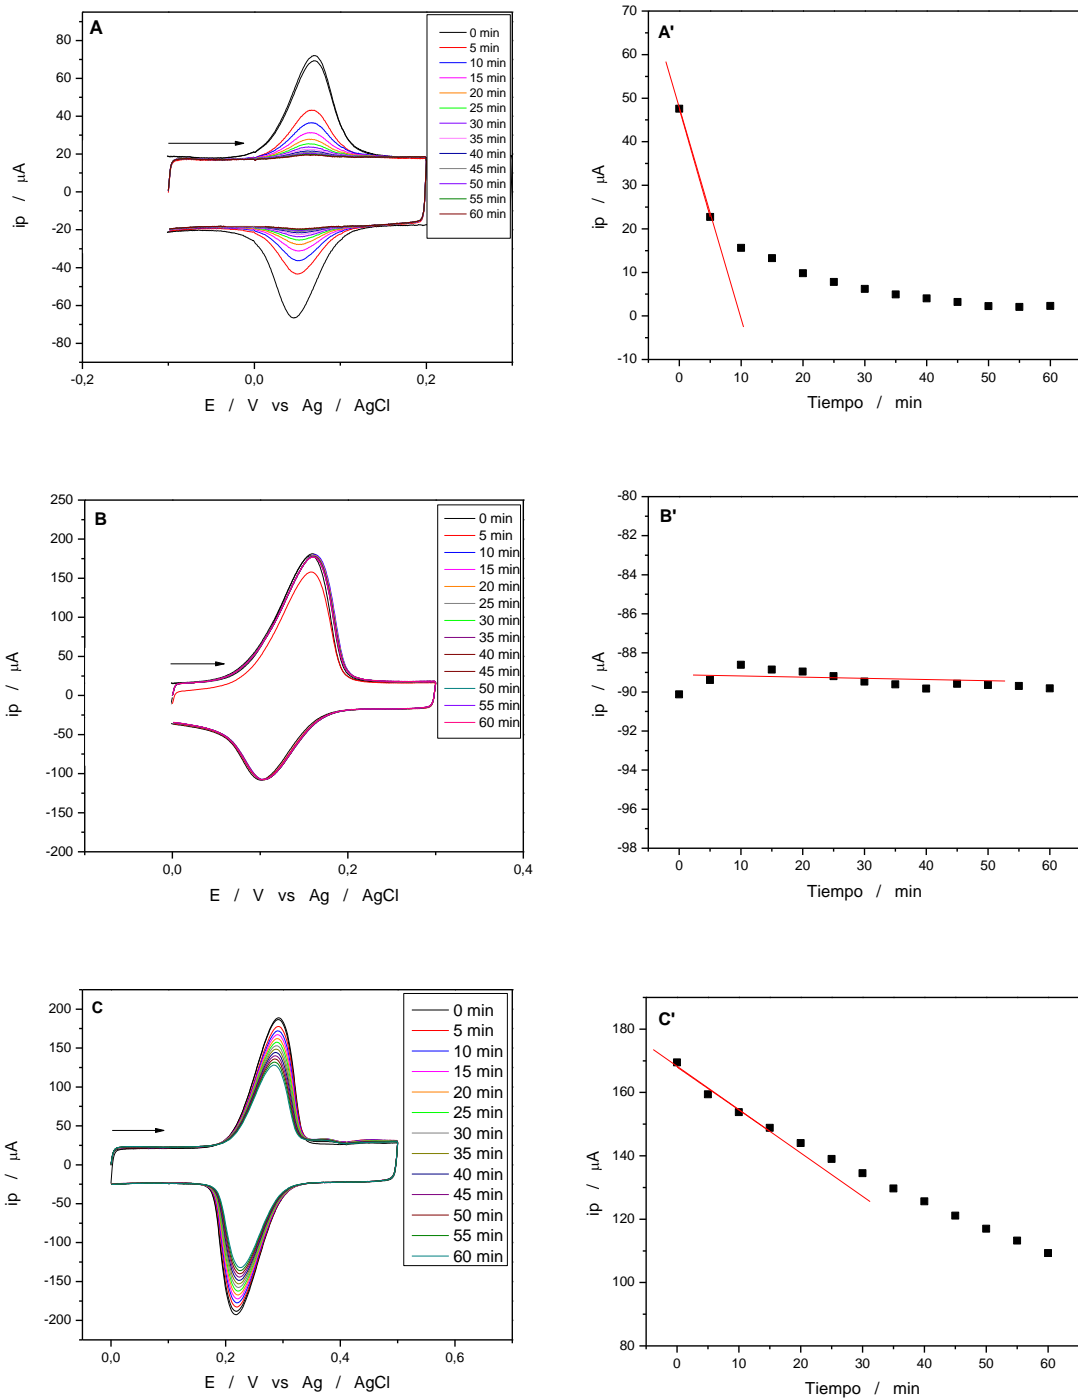 A
ip / µA
80
60
40
20
0
-20
-40
-60
-80
-0,2
0,0
0,2
E / V vs Ag / AgCl
0 min
5 min
10 min
15 min
20 min
25 min
30 min
35 min
40 min
45 min
50 min
55 min
60 min
A'
ip / µA
70
60
50
40
30
20
10
0
-10
0
10
20
30
40
50
60
Tiempo / min
B
ip / µA
250
200
150
100
50
0
-50
-100
-150
-200
0,0
0,2
0,4
E / V vs Ag / AgCl
0 min
5 min
10 min
15 min
20 min
25 min
30 min
35 min
40 min
45 min
50 min
55 min
60 min
B'
ip / µA
-80
-82
-84
-86
-88
-90
-92
-94
-96
-98
0
10
20
30
40
50
60
Tiempo / min
C
ip / µA
200
150
100
50
0
-50
-100
-150
-200
0,0
0,2
0,4
0,6
E / V vs Ag / AgCl
0 min
5 min
10 min
15 min
20 min
25 min
30 min
35 min
40 min
45 min
50 min
55 min
60 min
C'
ip / µA
180
160
140
120
100
80
0
10
20
30
40
50
60
Tiempo / min